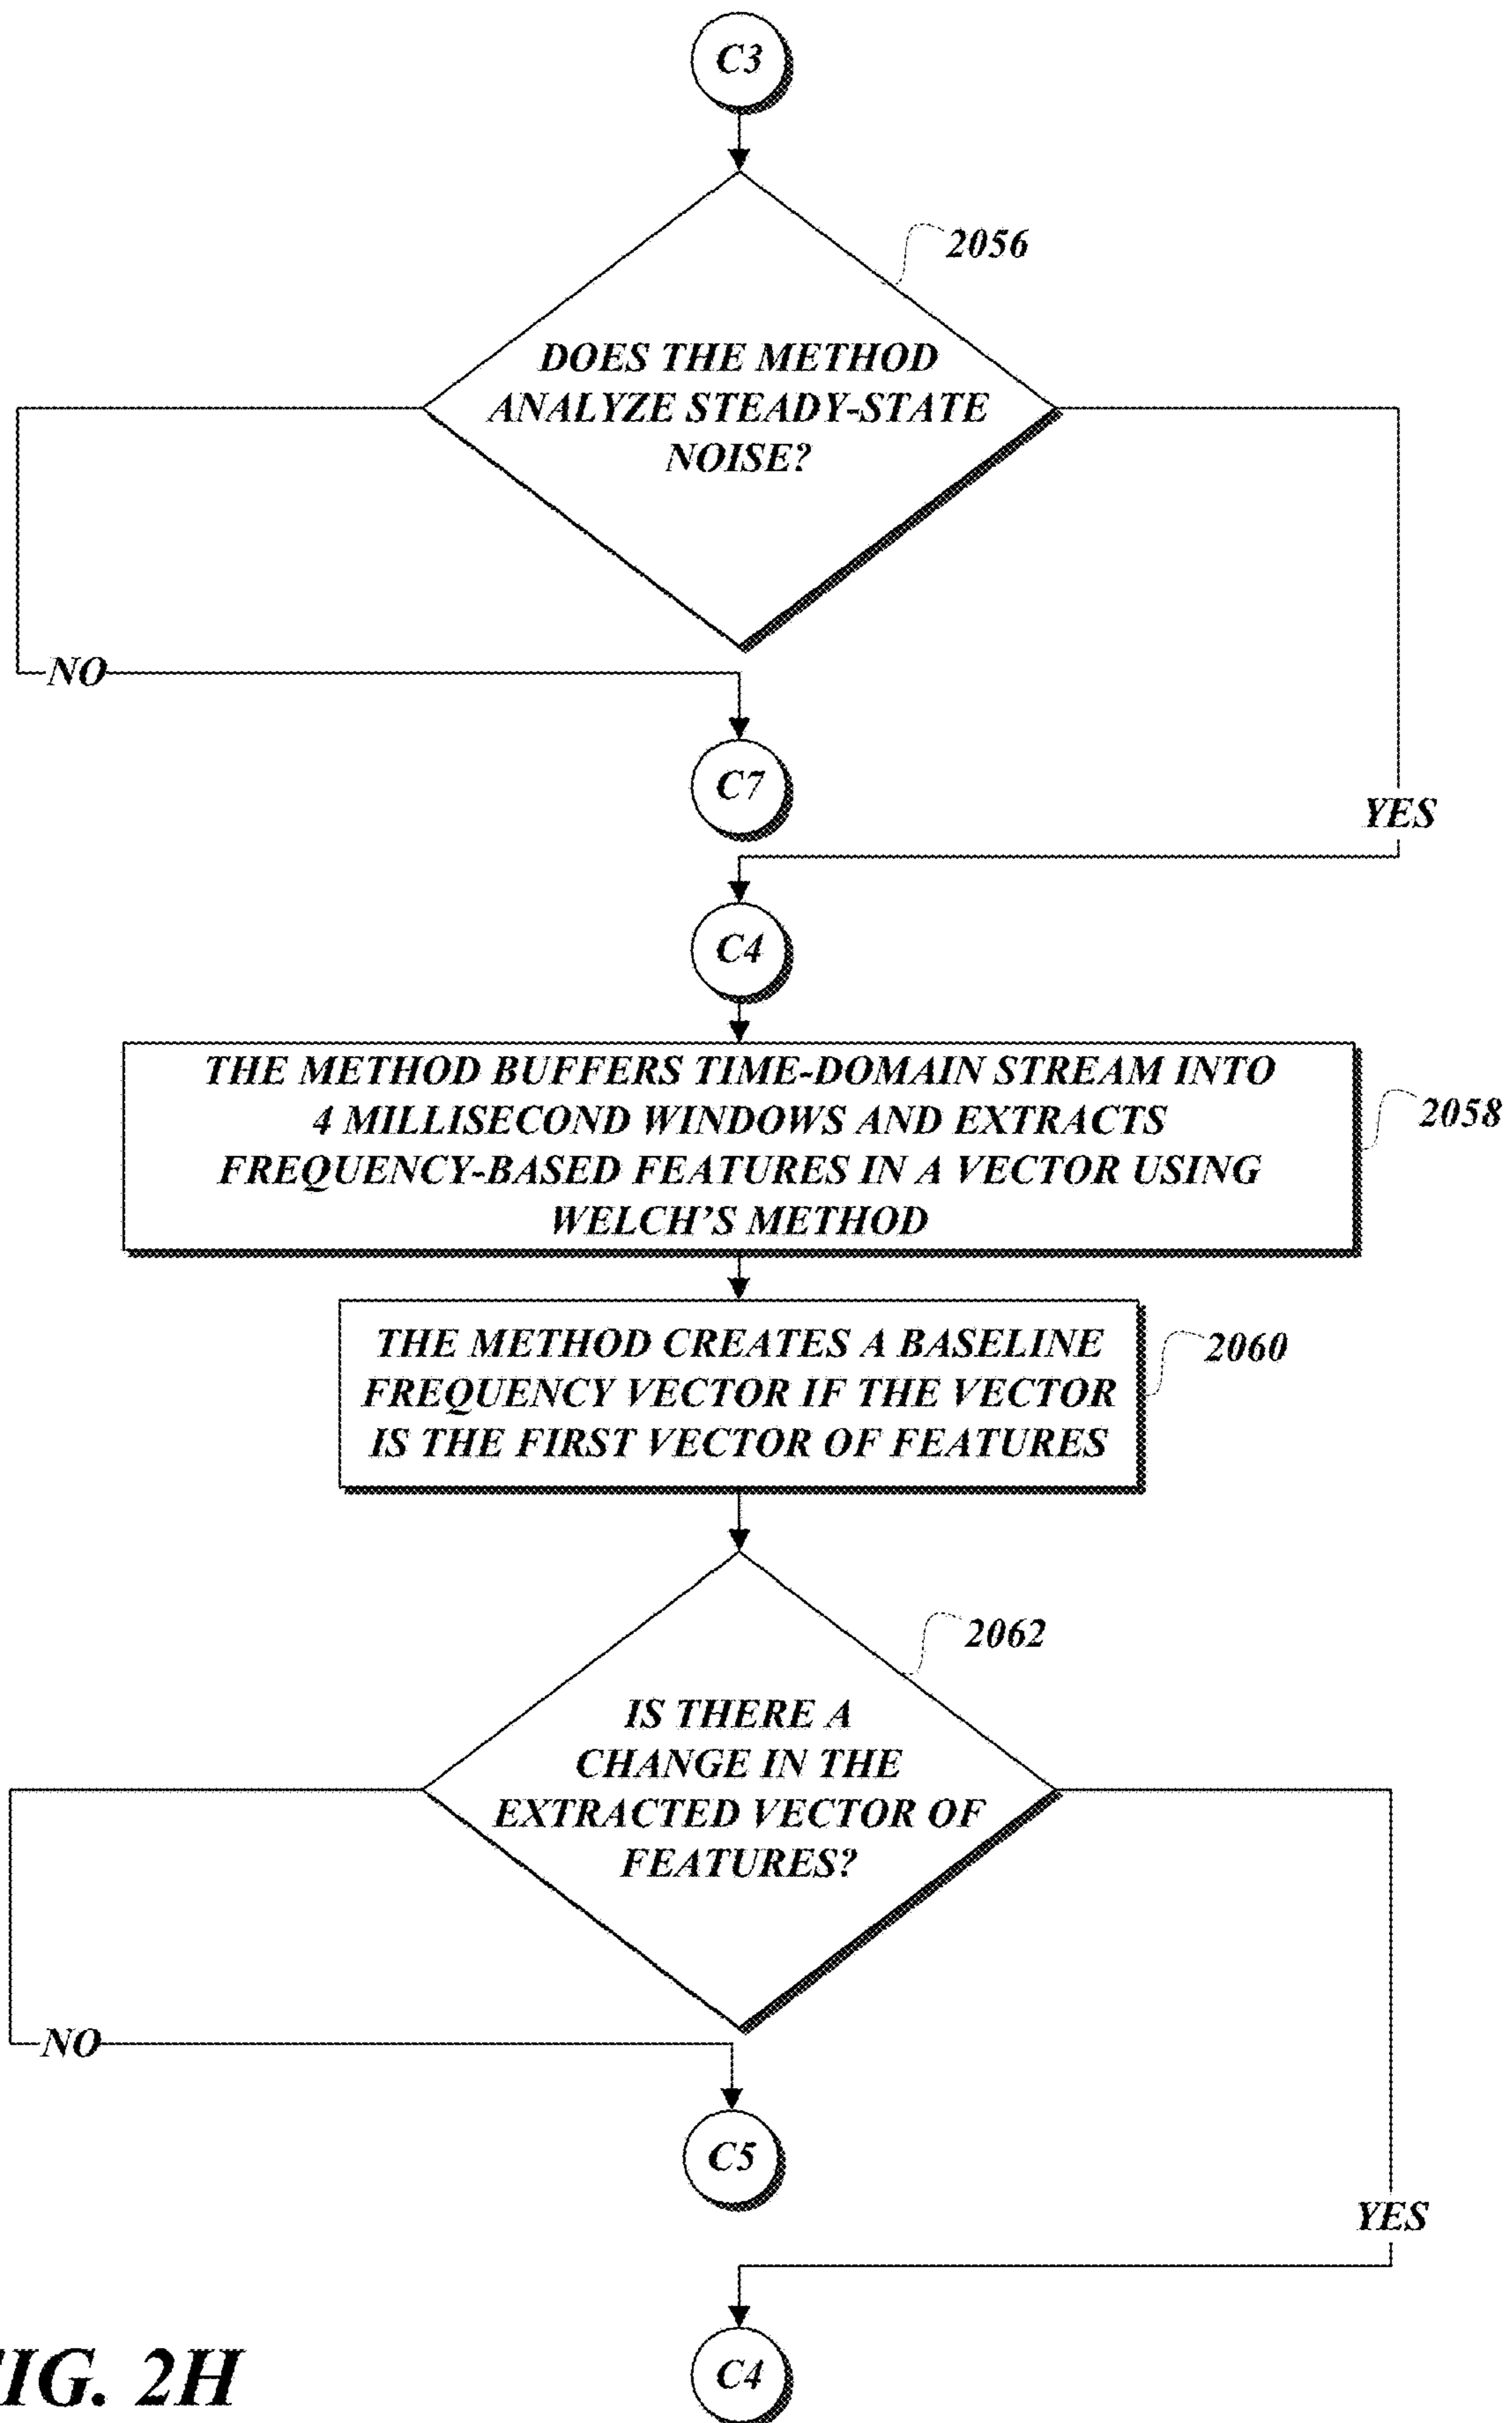 C3
2056
DOES THE METHOD
ANALYZE STEADY-STATE
NOISE?
NO
C7
YES
C4
THE METHOD BUFFERS TIME-DOMAIN STREAM INTO
4 MILLISECOND WINDOWS AND EXTRACTS
FREQUENCY-BASED FEATURES IN A VECTOR USING
WELCH'S METHOD
2058
THE METHOD CREATES A BASELINE
FREQUENCY VECTOR IF THE VECTOR
IS THE FIRST VECTOR OF FEATURES
2060
2062
IS THERE A
CHANGE IN THE
EXTRACTED VECTOR OF
FEATURES?
NO
C5
YES
C4
FIG. 2H